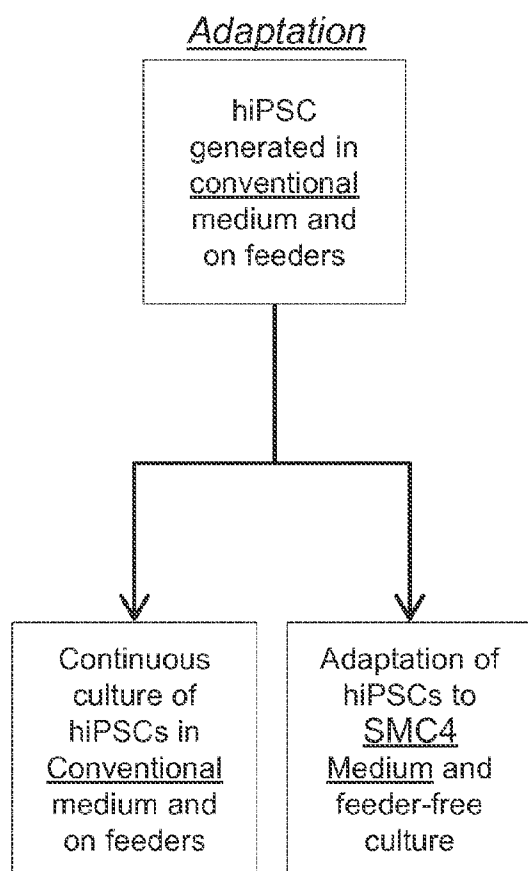 Adaptation
hiPSC
generated in
conventional
medium and
on feeders
Continuous
culture of
hiPSCs in
Conventional
medium and
on feeders
Adaptation of
hiPSCs to
SMC4
Medium and
feeder-free
culture